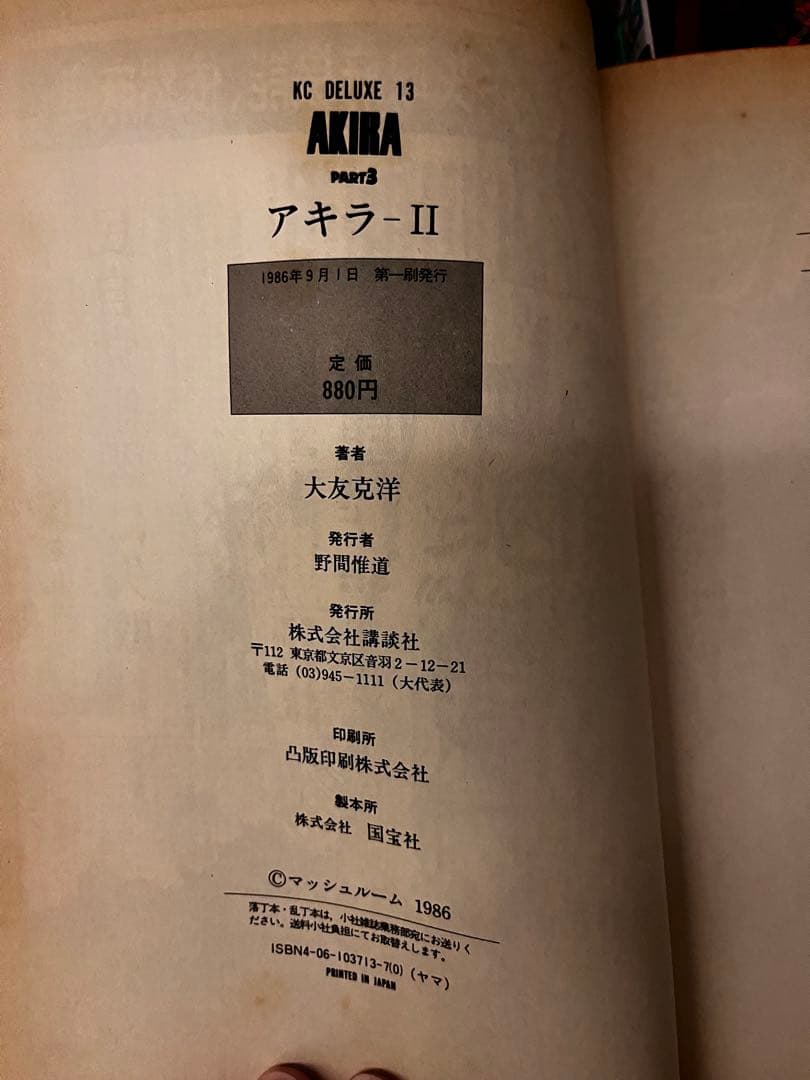 KC DELUXE 13
AKIRA
PART3
アキラ-II
1986年9月1日 第一刷発行
定価
880円
著者
大友克洋
発行者
野間惟道
発行所
株式会社講談社
〒112 東京都文京区音羽2-12-21
電話 (03)945-1111(大代表)
印刷所
凸版印刷株式会社
製本所
株式会社 国宝社
©マッシュルーム 1986
落丁本・乱丁本は、小社雑誌業務部宛にお送りく
ださい。送料小社負担にてお取替えします。
ISBN4-06-103713-7(0)(ヤマ)
PRINTED IN JAPAN